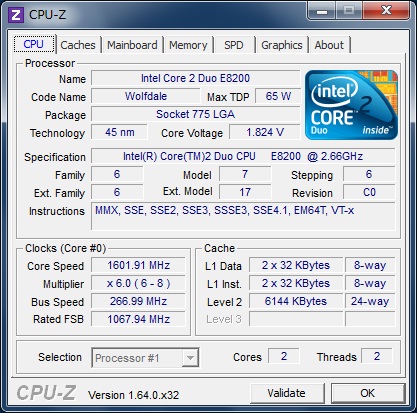 CPU-Z
CPU Caches Mainboard Memory SPD Graphics About
Processor
Name Intel Core 2 Duo E8200
Code Name Wolfdale Max TDP 65 W
Package Socket 775 LGA
Technology 45 nm Core Voltage 1.824 V
intel
CORE 2
Duo inside™
Specification Intel(R) Core(TM)2 Duo CPU E8200 @ 2.66GHz
Family 6 Model 7 Stepping 6
Ext. Family 6 Ext. Model 17 Revision C0
Instructions MMX, SSE, SSE2, SSE3, SSSE3, SSE4.1, EM64T, VT-x
Clocks (Core #0)
Core Speed 1601.91 MHz
Multiplier x 6.0 ( 6 - 8 )
Bus Speed 266.99 MHz
Rated FSB 1067.94 MHz
Cache
L1 Data 2 x 32 KBytes 8-way
L1 Inst. 2 x 32 KBytes 8-way
Level 2 6144 KBytes 24-way
Level 3
Selection Processor #1 Cores 2 Threads 2
CPU-Z Version 1.64.0.x32 Validate OK